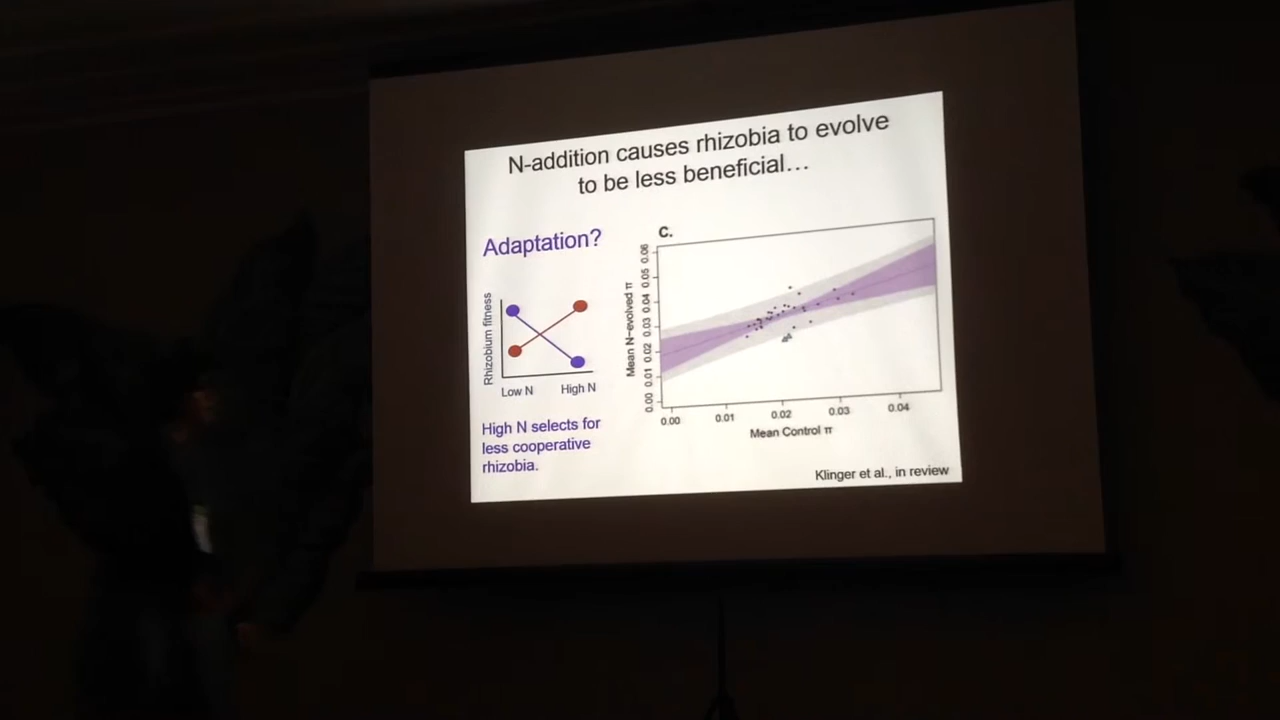 N-addition causes rhizobia to evolve
to be less beneficial…
Adaptation?
Rhizobium fitness
Low N
High N
High N selects for
less cooperative
rhizobia.
C.
Mean N-evolved π
0.00 0.01 0.02 0.03 0.04 0.05 0.06
0.00 0.01 0.02 0.03 0.04
Mean Control π
Klinger et al., in review